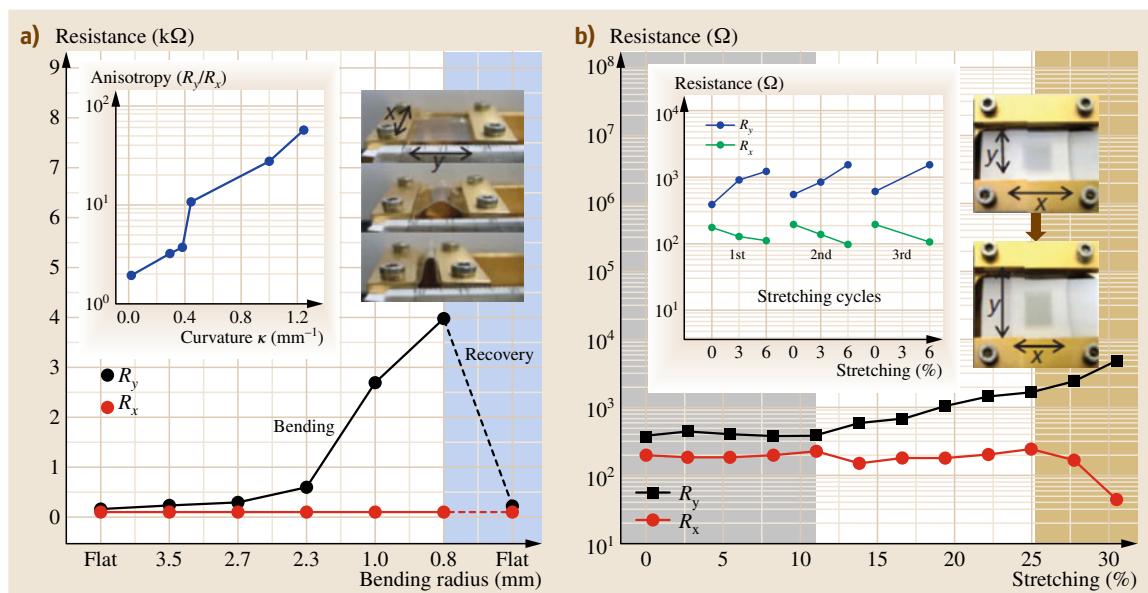 a) Resistance (kΩ)
9
8
7
6
5
4
3
2
1
0
Anisotropy (Ry/Rx)
10²
10¹
10⁰
0.0 0.4 0.8 1.2
Curvature κ (mm⁻¹)
x
y
Ry
Rx
Bending
Recovery
Flat 3.5 2.7 2.3 1.0 0.8 Flat
Bending radius (mm)
b) Resistance (Ω)
10⁸
10⁷
10⁶
10⁵
10⁴
10³
10²
10¹
Resistance (Ω)
10⁴
10³
10²
10¹
Ry
Rx
1st 2nd 3rd
Stretching cycles
0 3 6 0 3 6 0 6
Stretching (%)
y
x
y
x
Ry
Rx
0 5 10 15 20 25 30
Stretching (%)